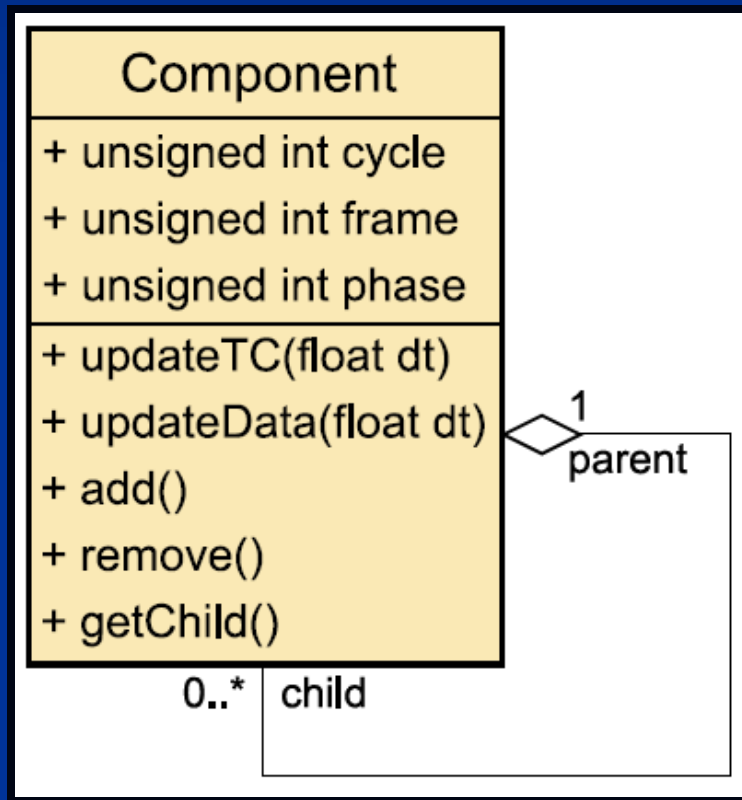 Component
+ unsigned int cycle
+ unsigned int frame
+ unsigned int phase
+ updateTC(float dt)
+ updateData(float dt)
+ add()
+ remove()
+ getChild()
1
parent
0..* child